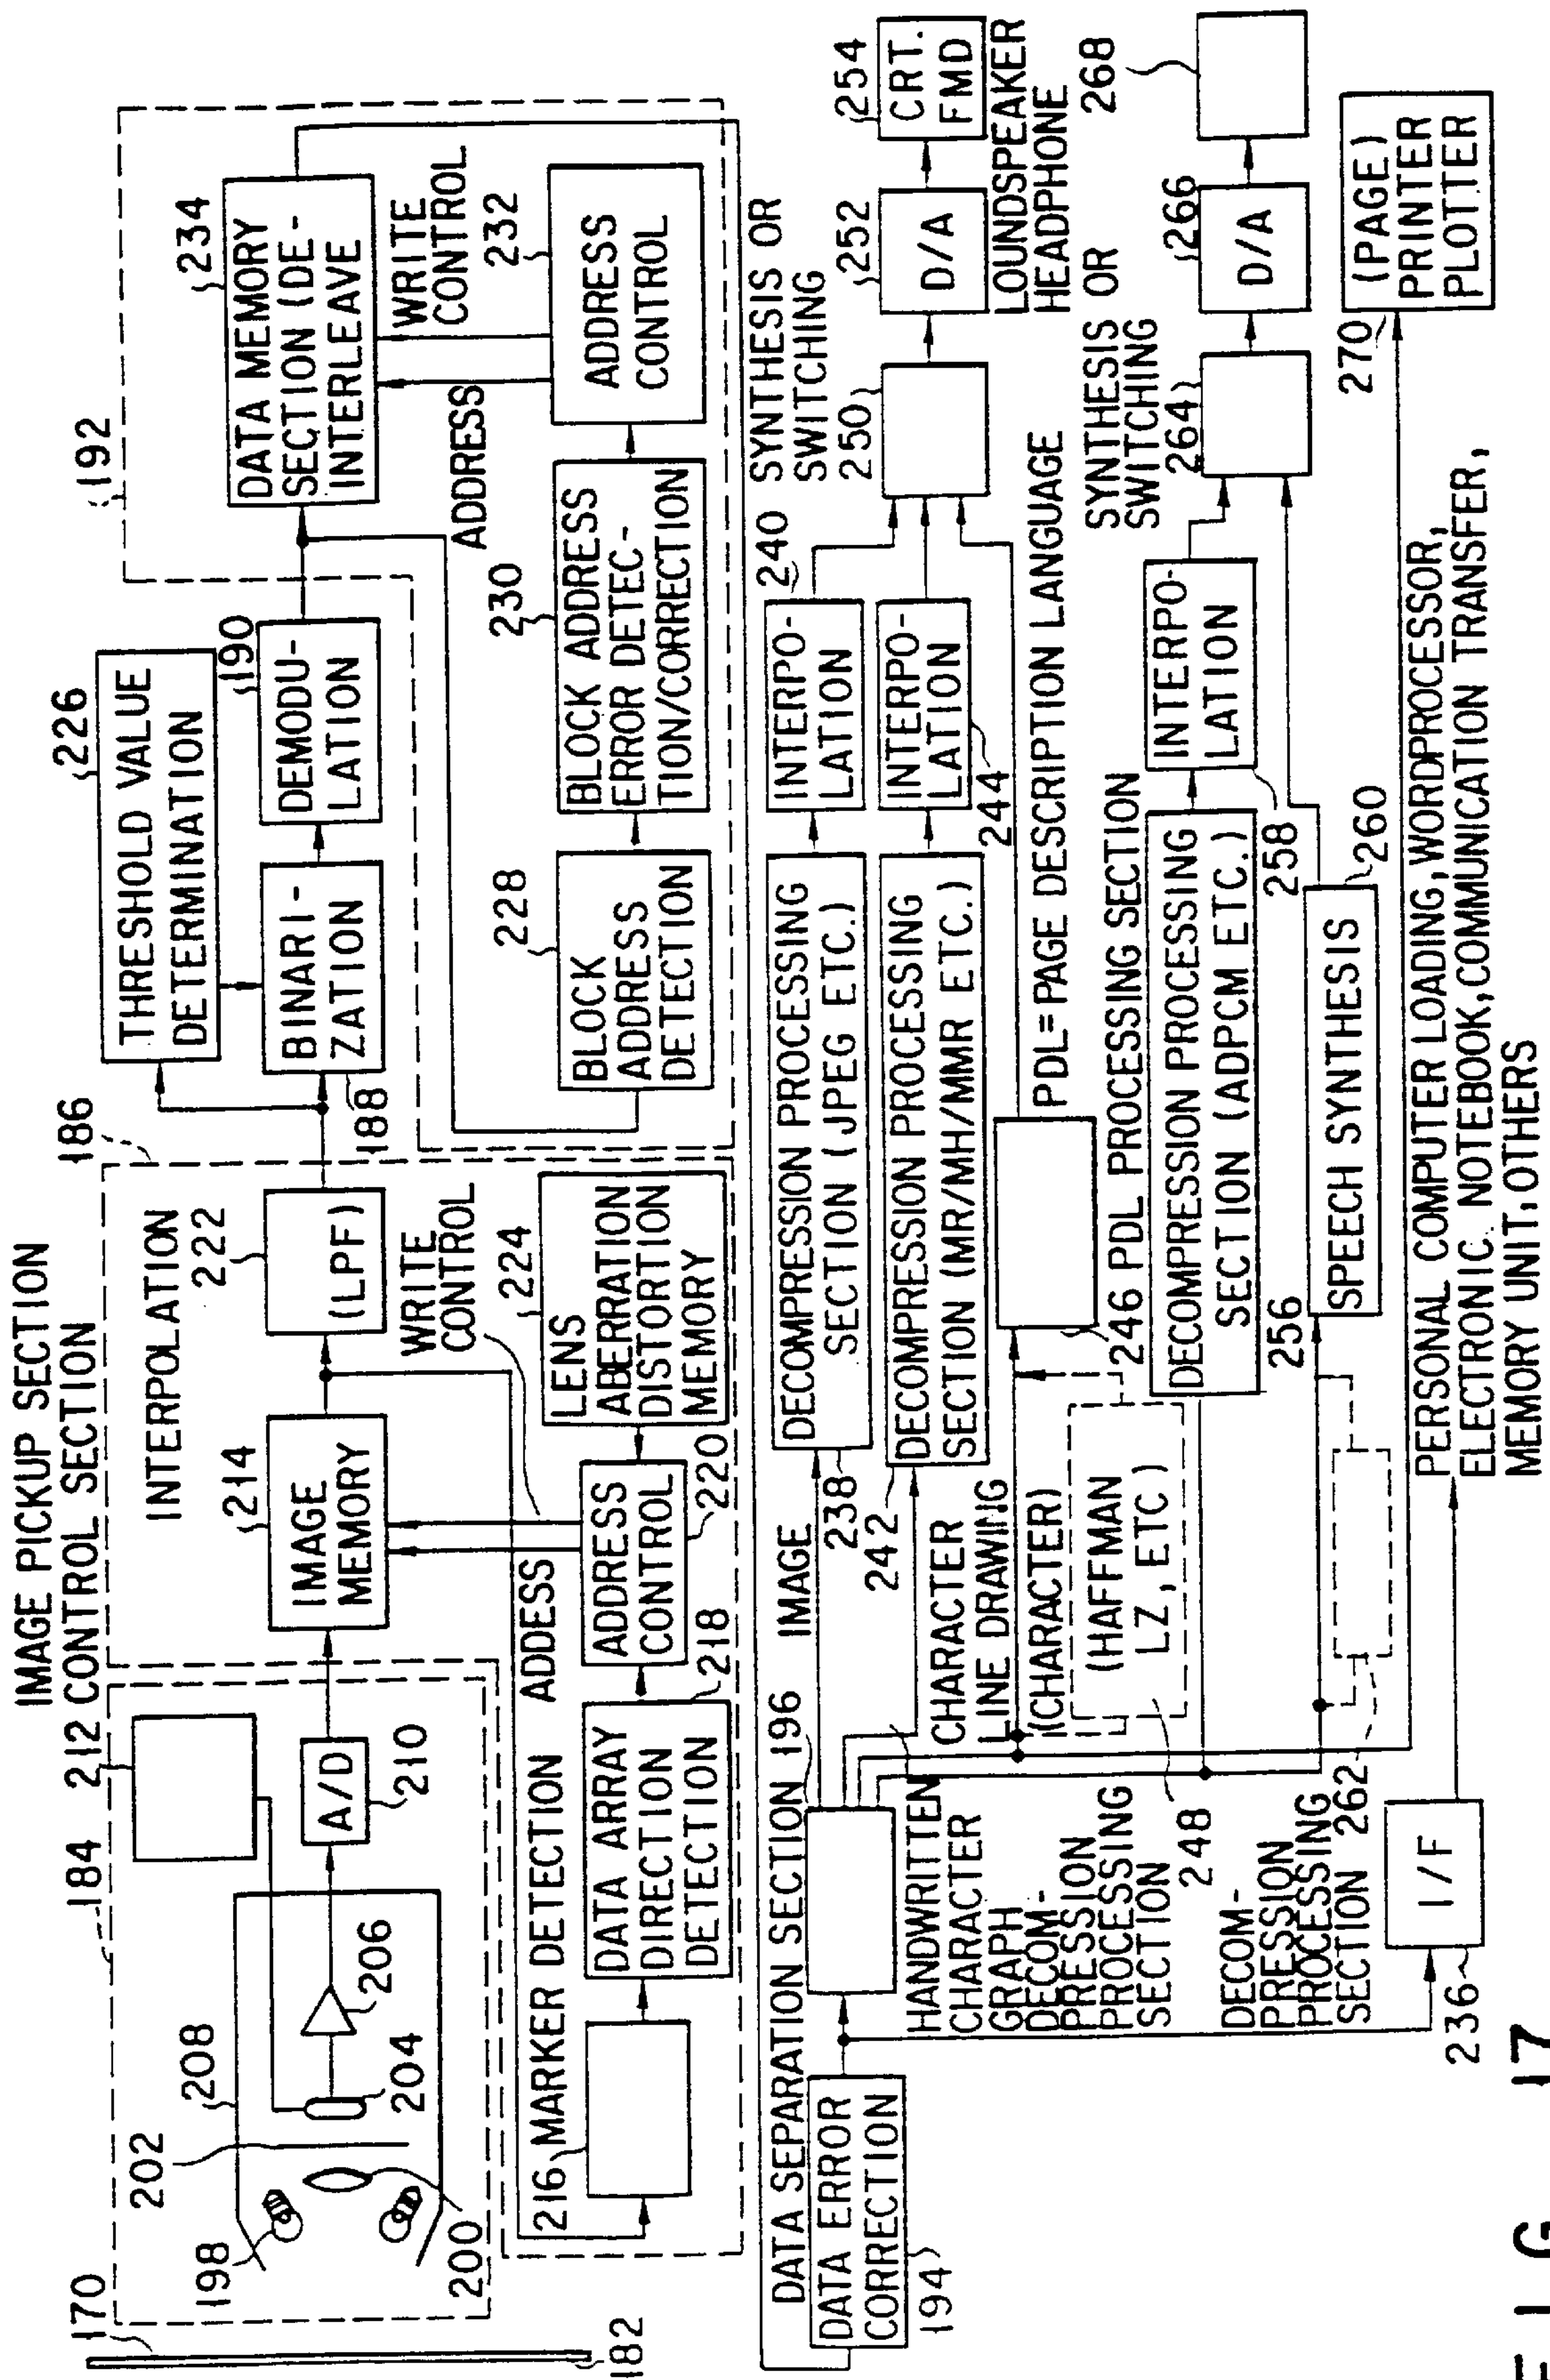 IMAGE PICKUP SECTION
212 CONTROL SECTION
170
182
184
198
200
202
204
206
208
A/D
210
186
INTERPOLATION
214
IMAGE
MEMORY
222
(LPF)
WRITE
CONTROL
ADDESS
224
LENS
ABERRATION
DISTORTION
MEMORY
ADDRESS
CONTROL
220
216 MARKER DETECTION
DATA ARRAY
DIRECTION
DETECTION
218
226
THRESHOLD VALUE
DETERMINATION
BINARI-
ZATION
188
190
DEMODU-
LATION
192
234
DATA MEMORY
SECTION (DE-
INTERLEAVE
WRITE
CONTROL
ADDRESS
232
ADDRESS
CONTROL
230
BLOCK ADDRESS
ERROR DETEC-
TION/CORRECTION
228
BLOCK
ADDRESS
DETECTION
DATA SEPARATION SECTION 196
DATA ERROR
CORRECTION
194
HANDWRITTEN
CHARACTER
GRAPH
DECOM-
PRESSION
PROCESSING
SECTION
248
DECOM-
PRESSION
PROCESSING
SECTION 262
236
I/F
IMAGE
238
DECOMPRESSION PROCESSING
SECTION (JPEG ETC.)
240
INTERPO-
LATION
242
DECOMPRESSION PROCESSING
SECTION (MR/MH/MMR ETC.)
INTERPO-
LATION
244
CHARACTER
LINE DRAWING
(CHARACTER)
(HAFFMAN
LZ, ETC.)
246 PDL PROCESSING SECTION
PDL=PAGE DESCRIPTION LANGUAGE
SYNTHESIS OR
SWITCHING
250
252
D/A
254
CRT.
FMD
LOUNDSPEAKER
HEADPHONE
268
DECOMPRESSION PROCESSING
SECTION (ADPCM ETC.)
256
INTERPO-
LATION
258
SPEECH SYNTHESIS
260
SYNTHESIS OR
SWITCHING
264
266
D/A
270
(PAGE)
PRINTER
PLOTTER
PERSONAL COMPUTER LOADING, WORDPROCESSOR,
ELECTRONIC NOTEBOOK, COMMUNICATION TRANSFER,
MEMORY UNIT, OTHERS
FIG. 17